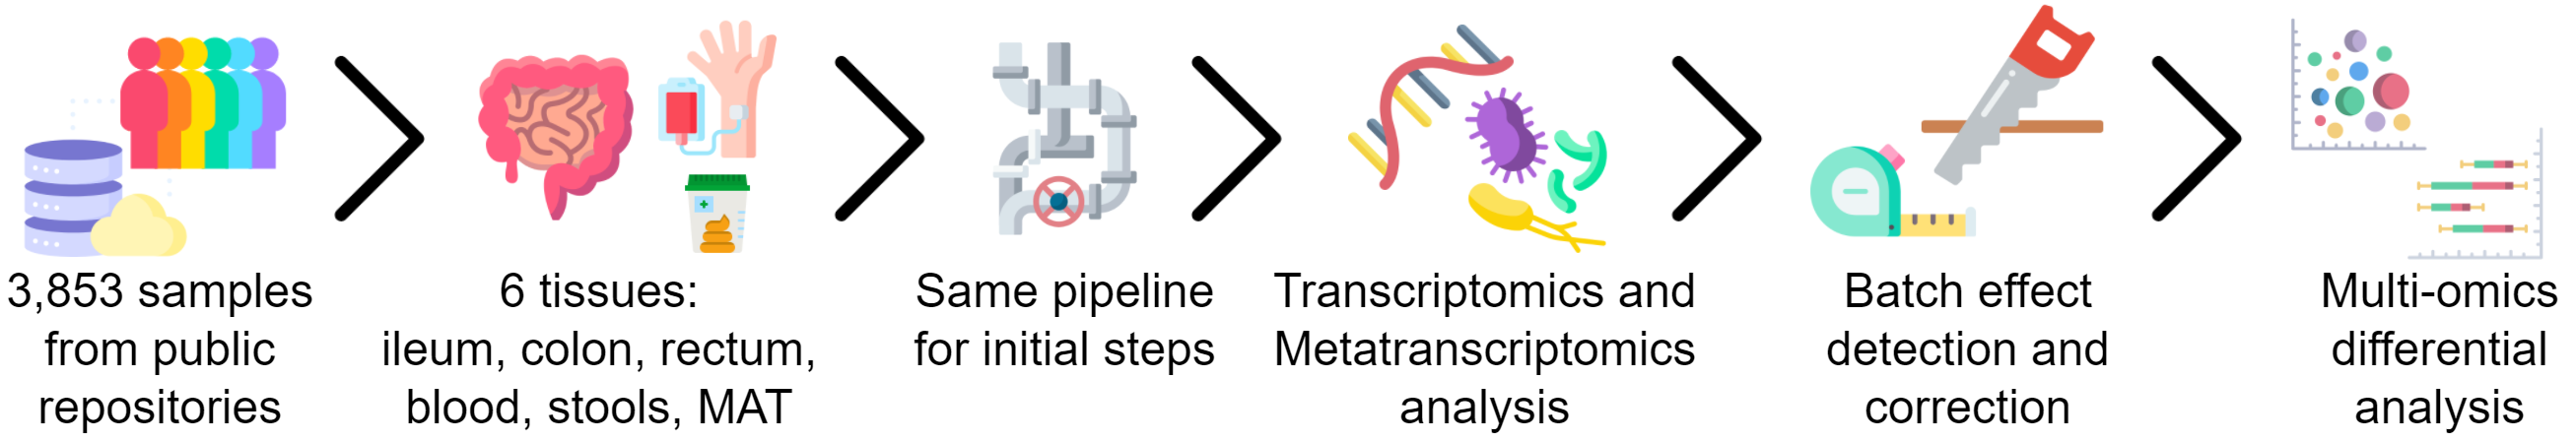 3,853 samples
from public
repositories
6 tissues:
ileum, colon, rectum,
blood, stools, MAT
Same pipeline
for initial steps
Transcriptomics and
Metatranscriptomics
analysis
Batch effect
detection and
correction
Multi-omics
differential
analysis